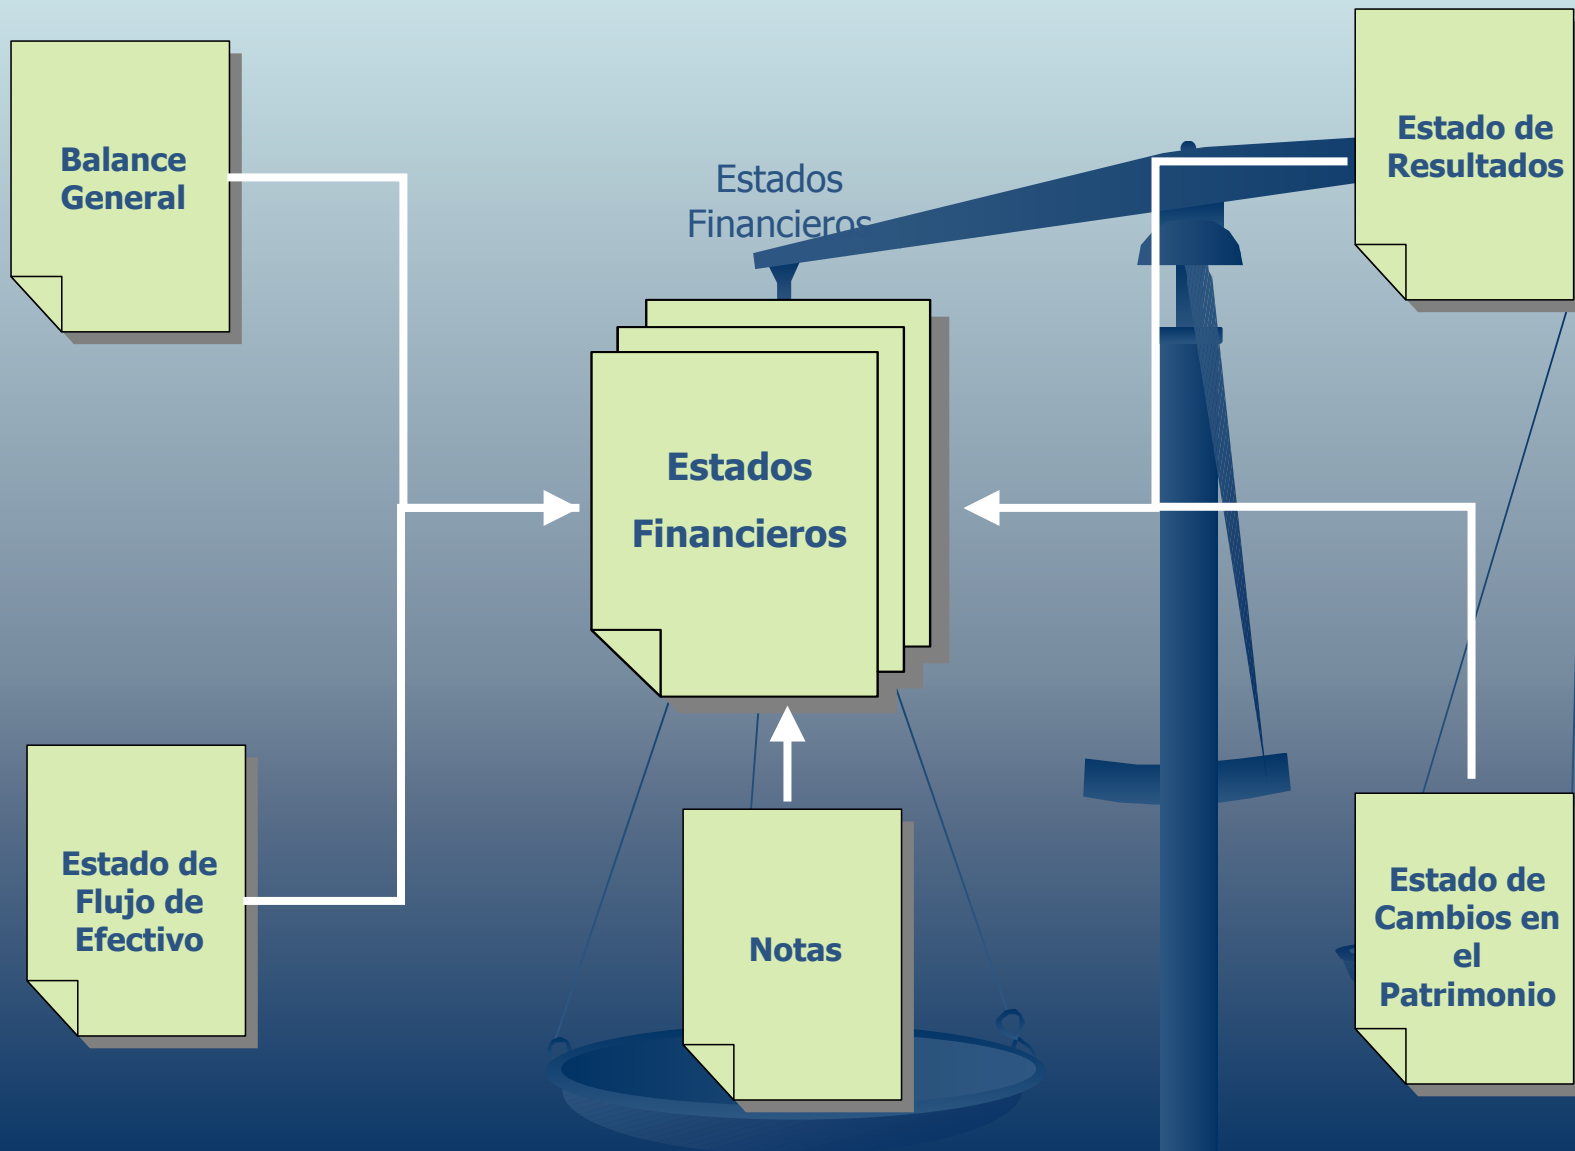 Balance
General
Estados
Financieros
Estado de
Resultados
Estados
Financieros
Estado de
Flujo de
Efectivo
Notas
Estado de
Cambios en
el
Patrimonio